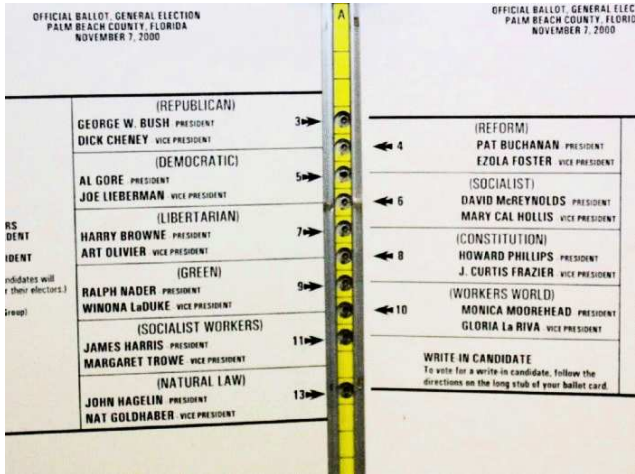 OFFICIAL BALLOT, GENERAL ELECTION
PALM BEACH COUNTY, FLORIDA
NOVEMBER 7, 2000
(REPUBLICAN)
GEORGE W. BUSH PRESIDENT
3
DICK CHENEY VICE PRESIDENT
(DEMOCRATIC)
AL GORE PRESIDENT
5
JOE LIEBERMAN VICE PRESIDENT
(LIBERTARIAN)
HARRY BROWNE PRESIDENT
7
ART OLIVIER VICE PRESIDENT
(GREEN)
RALPH NADER PRESIDENT
9
WINONA LaDUKE VICE PRESIDENT
(SOCIALIST WORKERS)
JAMES HARRIS PRESIDENT
11
MARGARET TROWE VICE PRESIDENT
(NATURAL LAW)
JOHN HAGELIN PRESIDENT
13
NAT GOLDHABER VICE PRESIDENT
ndidates will
their electors.)
Group)
A
OFFICIAL BALLOT, GENERAL ELEC
PALM BEACH COUNTY, FLORID
NOVEMBER 7, 2000
(REFORM)
4
PAT BUCHANAN PRESIDENT
EZOLA FOSTER VICE PRESIDENT
(SOCIALIST)
6
DAVID McREYNOLDS PRESIDENT
MARY CAL HOLLIS VICE PRESIDENT
(CONSTITUTION)
8
HOWARD PHILLIPS PRESIDENT
J. CURTIS FRAZIER VICE PRESIDENT
(WORKERS WORLD)
10
MONICA MOOREHEAD PRESIDENT
GLORIA La RIVA VICE PRESIDENT
WRITE-IN CANDIDATE
To vote for a write-in candidate, follow the
directions on the long stub of your ballot card.